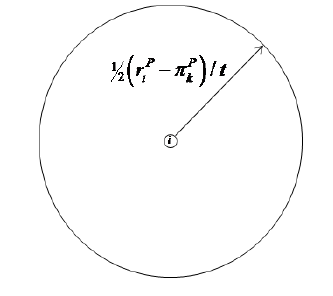 ½(r_i^P − π_k^P) / t
i